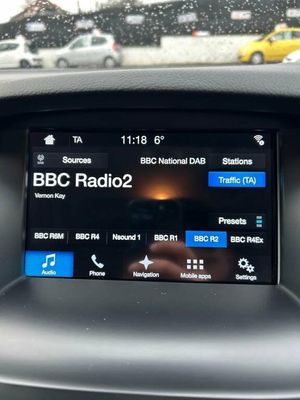 TA 11:18 6°
DAB Sources BBC National DAB Stations
BBC Radio2 Traffic (TA)
Vernon Kay
Presets
BBC R6M BBC R4 Nsound 1 BBC R1 BBC R2 BBC R4Ex
Audio Phone Navigation Mobile apps Settings